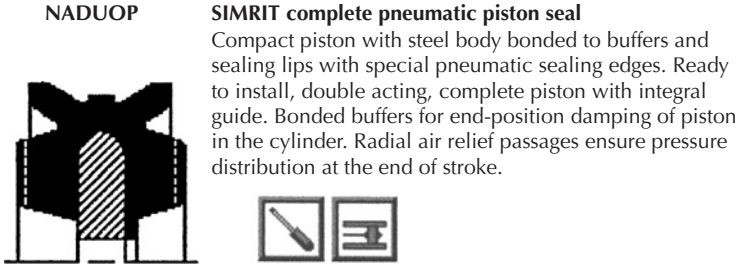 NADUOP
SIMRIT complete pneumatic piston seal
Compact piston with steel body bonded to buffers and
sealing lips with special pneumatic sealing edges. Ready
to install, double acting, complete piston with integral
guide. Bonded buffers for end-position damping of piston
in the cylinder. Radial air relief passages ensure pressure
distribution at the end of stroke.